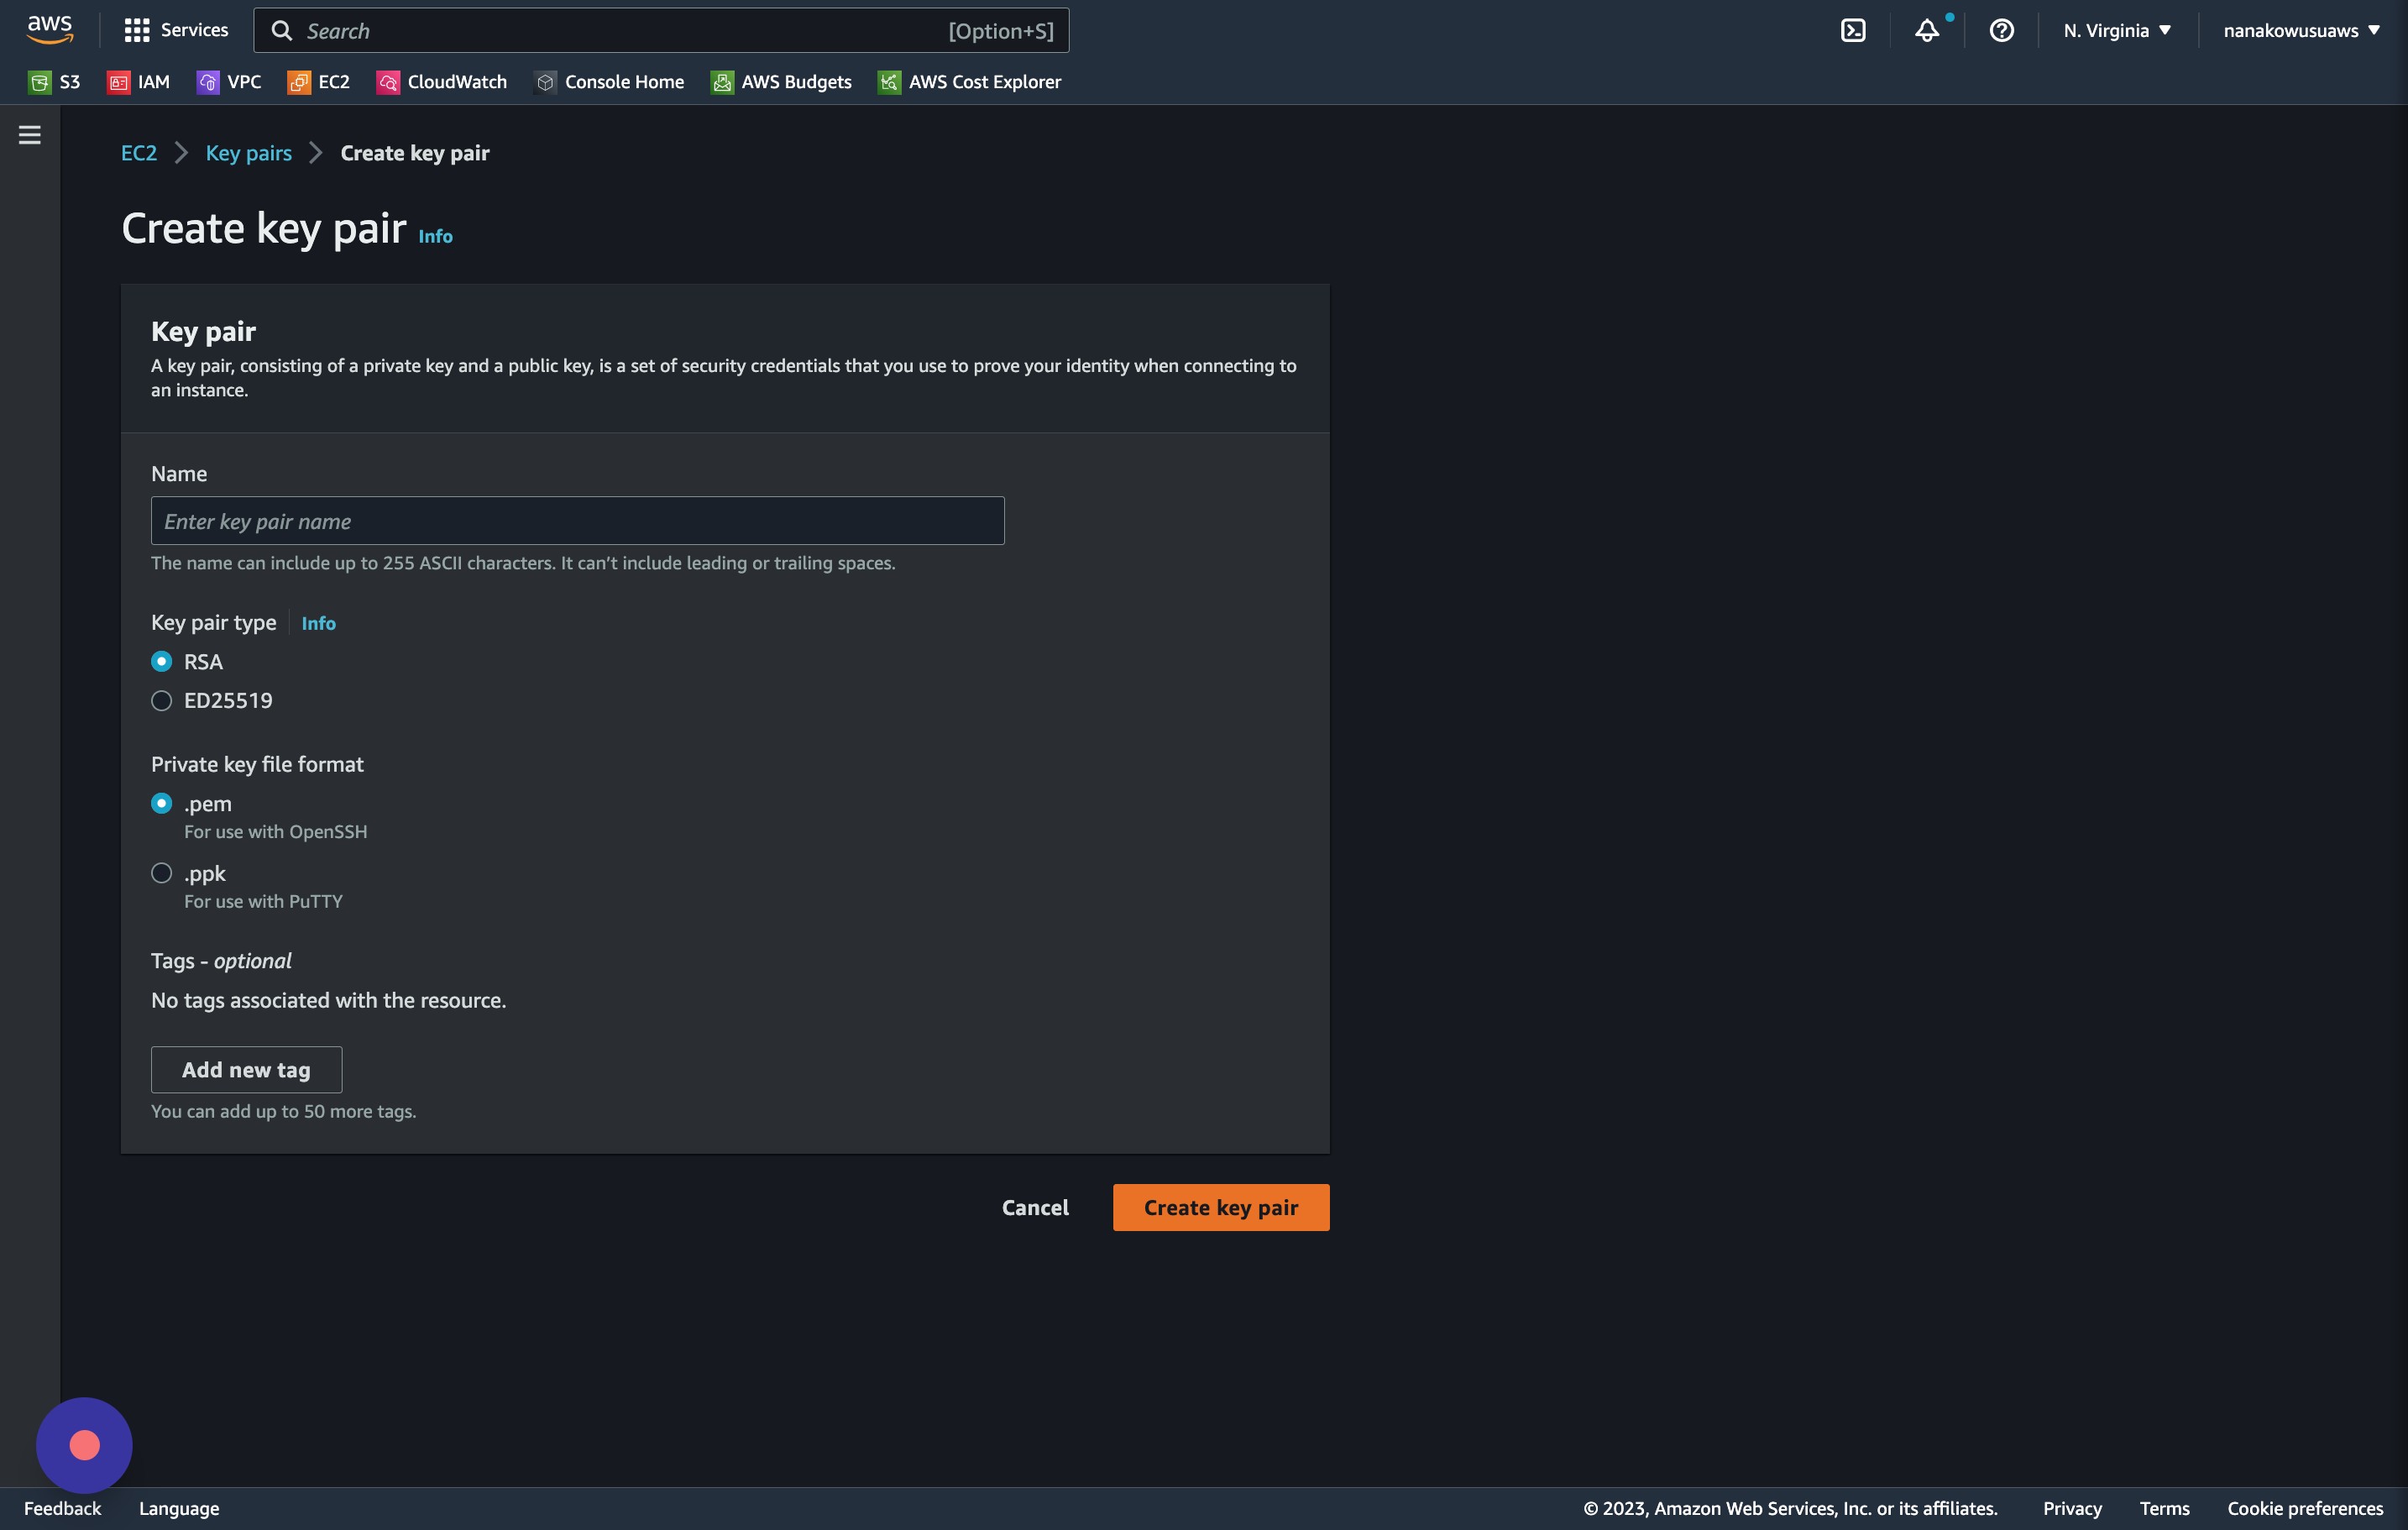 aws Services Search [Option+S] N. Virginia nanakowusuaws
S3 IAM VPC EC2 CloudWatch Console Home AWS Budgets AWS Cost Explorer
EC2 Key pairs Create key pair
Create key pair Info
Key pair
A key pair, consisting of a private key and a public key, is a set of security credentials that you use to prove your identity when connecting to
an instance.
Name
Enter key pair name
The name can include up to 255 ASCII characters. It can’t include leading or trailing spaces.
Key pair type Info
RSA
ED25519
Private key file format
.pem
For use with OpenSSH
.ppk
For use with PuTTY
Tags - optional
No tags associated with the resource.
Add new tag
You can add up to 50 more tags.
Cancel Create key pair
Feedback Language © 2023, Amazon Web Services, Inc. or its affiliates. Privacy Terms Cookie preferences